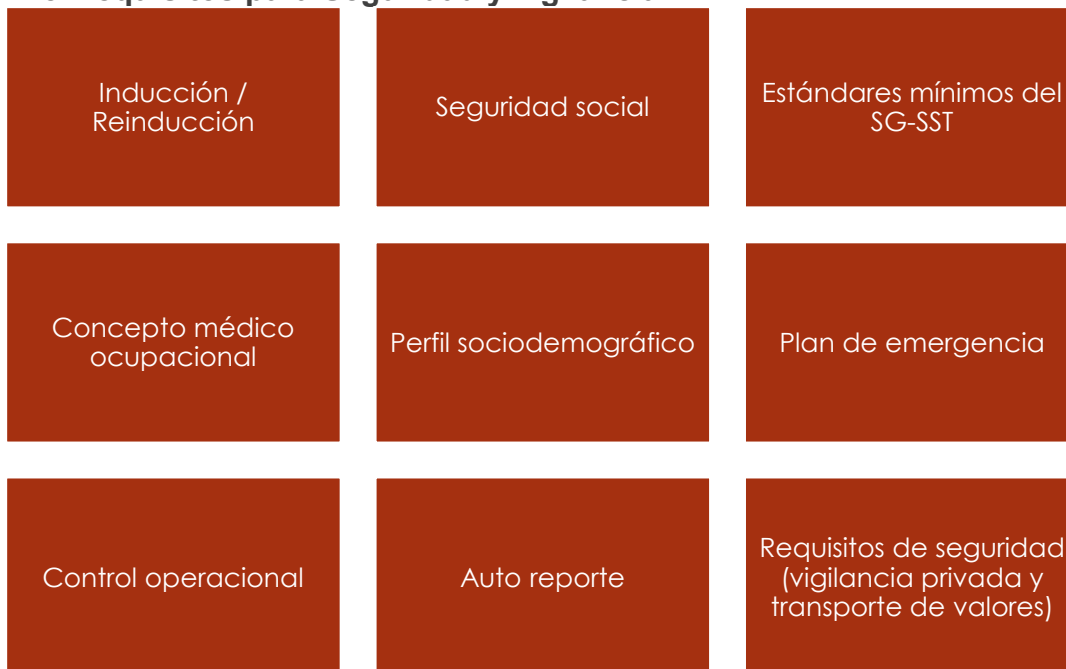 Inducción /
Reinducción
Seguridad social
Estándares mínimos del
SG-SST
Concepto médico
ocupacional
Perfil sociodemográfico
Plan de emergencia
Control operacional
Auto reporte
Requisitos de seguridad
(vigilancia privada y
transporte de valores)